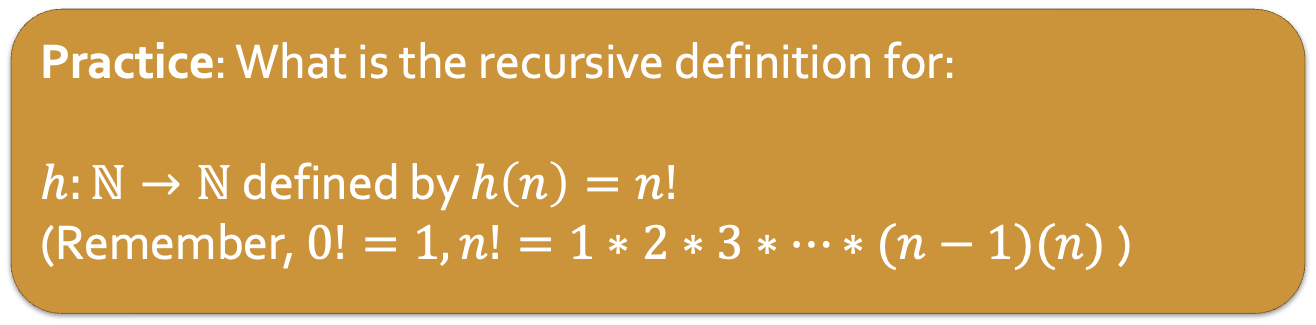 Practice: What is the recursive definition for:
ℎ: ℕ → ℕ defined by ℎ(𝑛) = 𝑛!
(Remember, 0! = 1, 𝑛! = 1 ∗ 2 ∗ 3 ∗ ⋯ ∗ (𝑛 − 1)(𝑛) )